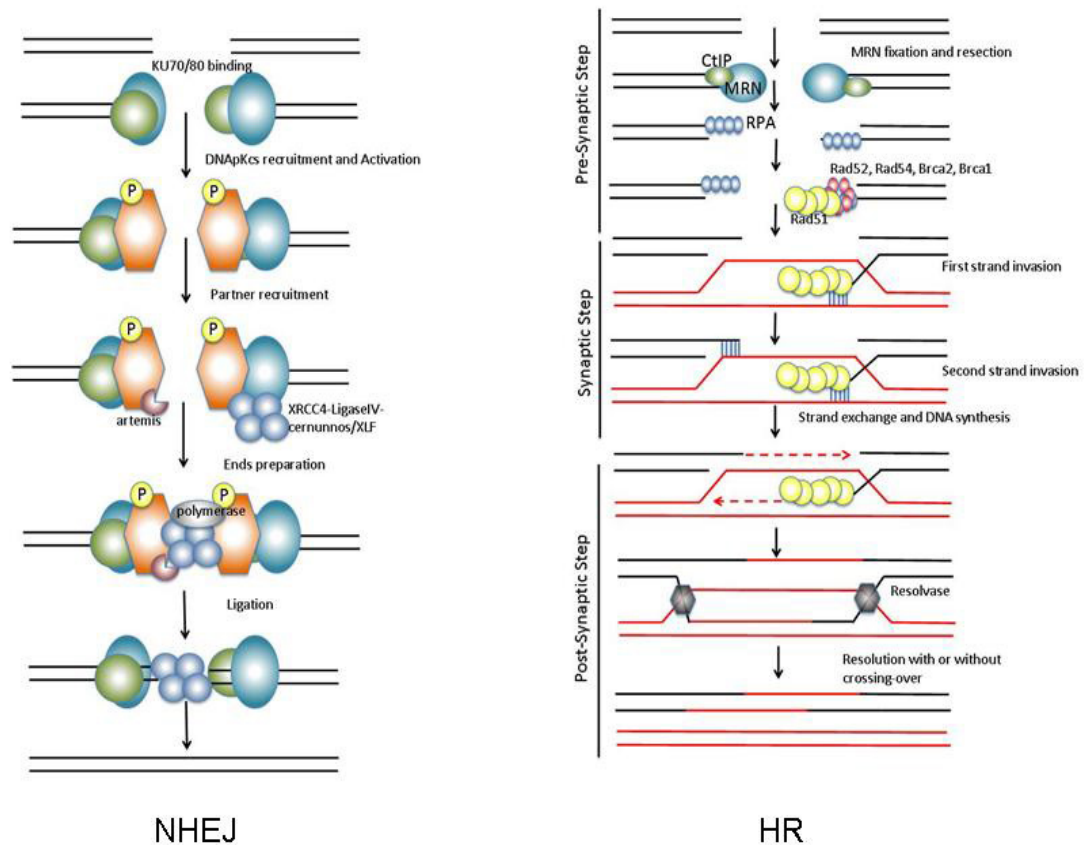 KU70/80 binding
DNApKcs recruitment and Activation
P
P
Partner recruitment
P
P
artemis
XRCC4-LigaseIV-
cernunnos/XLF
Ends preparation
P
P
polymerase
Ligation
NHEJ
Pre-Synaptic Step
MRN fixation and resection
CtIP
MRN
RPA
Rad52, Rad54, Brca2, Brca1
Rad51
Synaptic Step
First strand invasion
Second strand invasion
Strand exchange and DNA synthesis
Post-Synaptic Step
Resolvase
Resolution with or without
crossing-over
HR